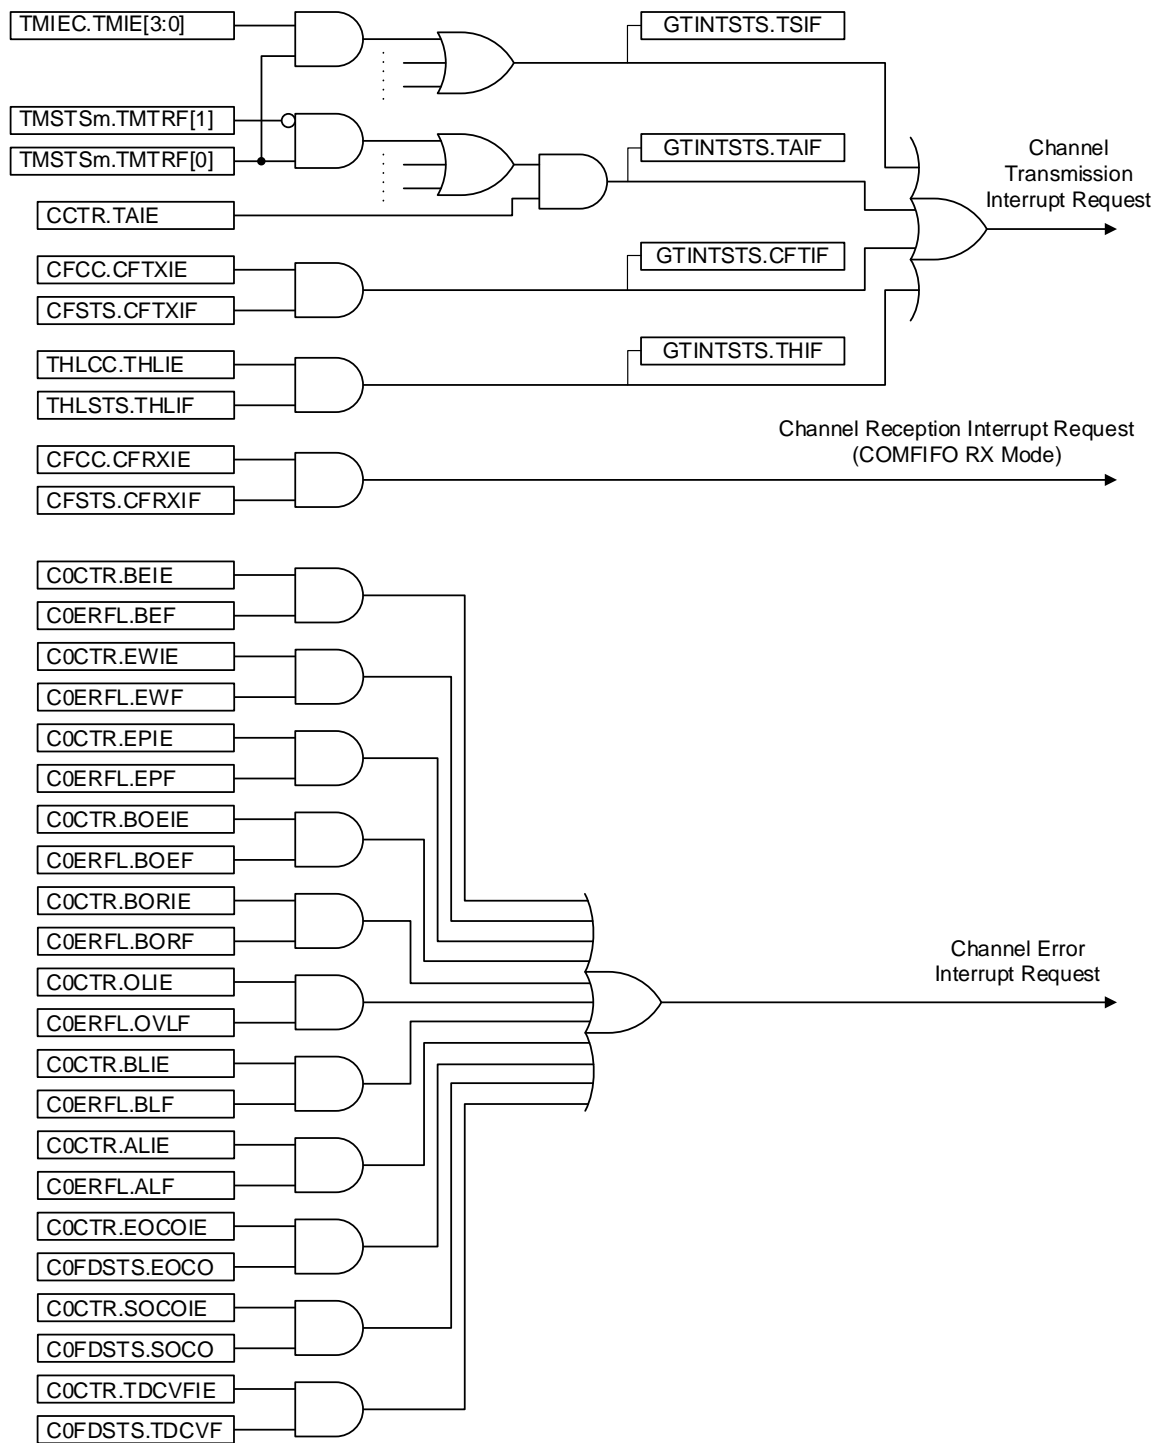 TMIEC.TMIE[3:0]
GTINTSTS.TSIF
TMSTSm.TMTRF[1]
TMSTSm.TMTRF[0]
GTINTSTS.TAIF
Channel
Transmission
Interrupt Request
CCTR.TAIE
CFCC.CFTXIE
GTINTSTS.CFTIF
CFSTS.CFTXIF
THLCC.THLIE
GTINTSTS.THIF
THLSTS.THLIF
Channel Reception Interrupt Request
(COMFIFO RX Mode)
CFCC.CFRXIE
CFSTS.CFRXIF
C0CTR.BEIE
C0ERFL.BEF
C0CTR.EWIE
C0ERFL.EWF
C0CTR.EPIE
C0ERFL.EPF
C0CTR.BOEIE
C0ERFL.BOEF
C0CTR.BORIE
C0ERFL.BORF
Channel Error
Interrupt Request
C0CTR.OLIE
C0ERFL.OVLF
C0CTR.BLIE
C0ERFL.BLF
C0CTR.ALIE
C0ERFL.ALF
C0CTR.EOCOIE
C0FDSTS.EOCO
C0CTR.SOCOIE
C0FDSTS.SOCO
C0CTR.TDCVFIE
C0FDSTS.TDCVF